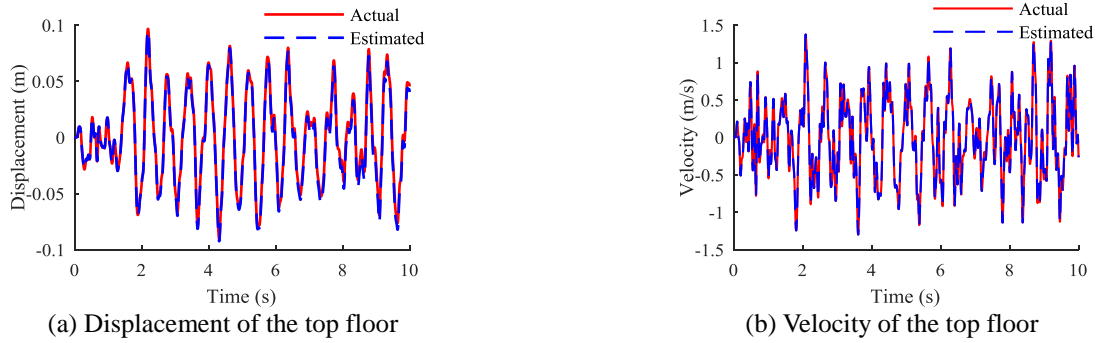 Actual
Estimated
0.1
0.05
0
-0.05
-0.1
Displacement (m)
0 2 4 6 8 10
Time (s)
(a) Displacement of the top floor
Actual
Estimated
1.5
1
0.5
0
-0.5
-1
-1.5
Velocity (m/s)
0 2 4 6 8 10
Time (s)
(b) Velocity of the top floor